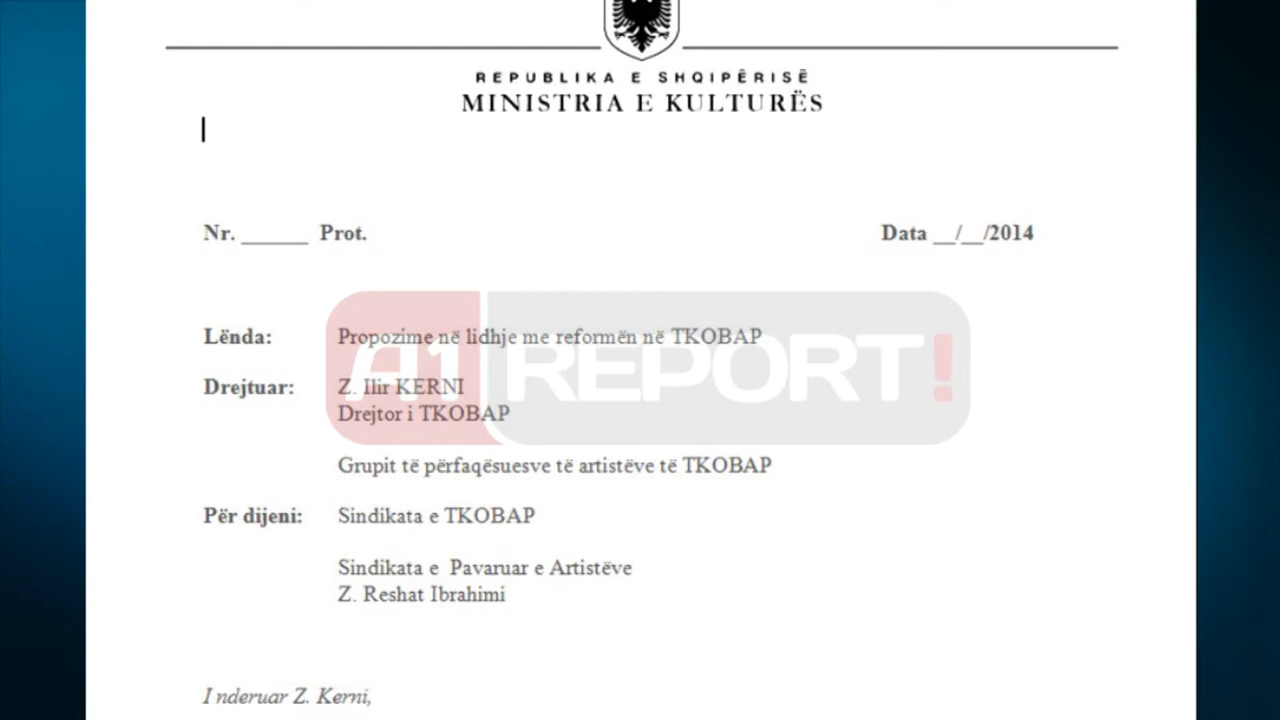 REPUBLIKA E SHQIPËRISË
MINISTRIA E KULTURËS
Nr. ______ Prot. Data __/__/2014
Lënda: Propozime në lidhje me reformën në TKOBAP
A1 REPORT!
Drejtuar: Z. Ilir KERNI
Drejtor i TKOBAP
Grupit të përfaqësuesve të artistëve të TKOBAP
Për dijeni: Sindikata e TKOBAP
Sindikata e Pavaruar e Artistëve
Z. Reshat Ibrahimi
I nderuar Z. Kerni,